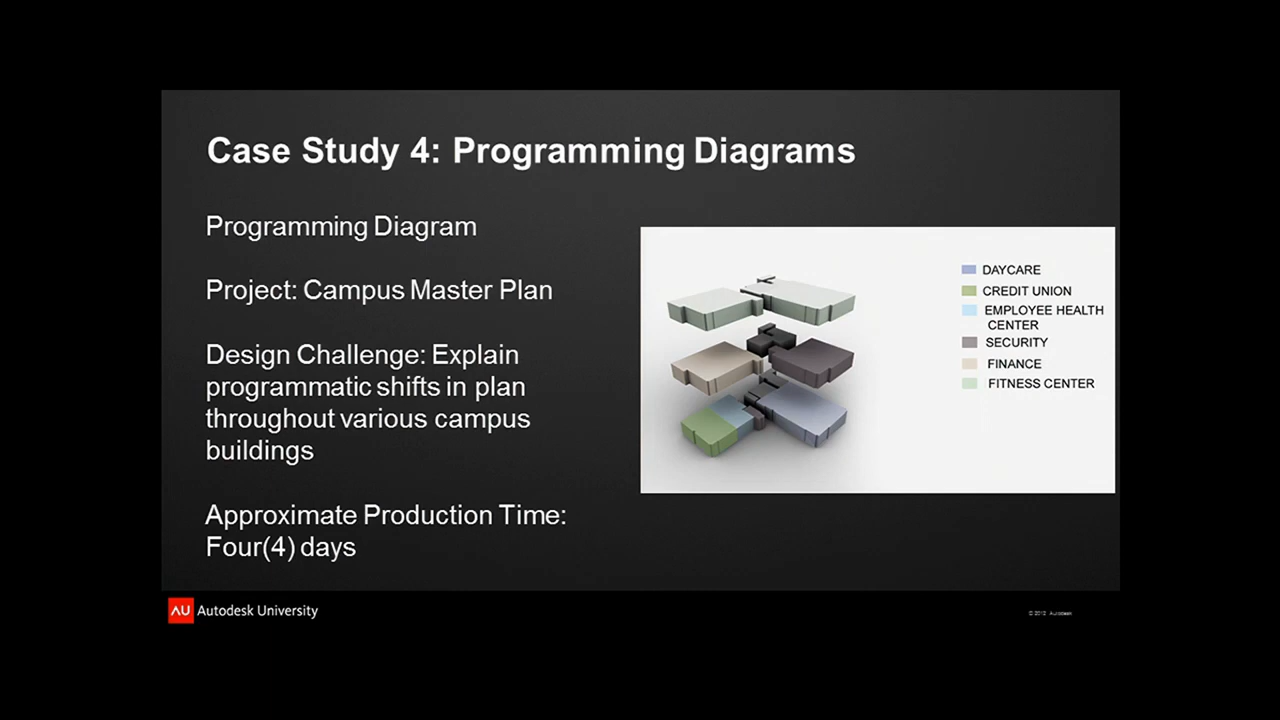 Case Study 4: Programming Diagrams
Programming Diagram
Project: Campus Master Plan
Design Challenge: Explain
programmatic shifts in plan
throughout various campus
buildings
Approximate Production Time:
Four(4) days
DAYCARE
CREDIT UNION
EMPLOYEE HEALTH
CENTER
SECURITY
FINANCE
FITNESS CENTER
AU Autodesk University
© 2012 Autodesk